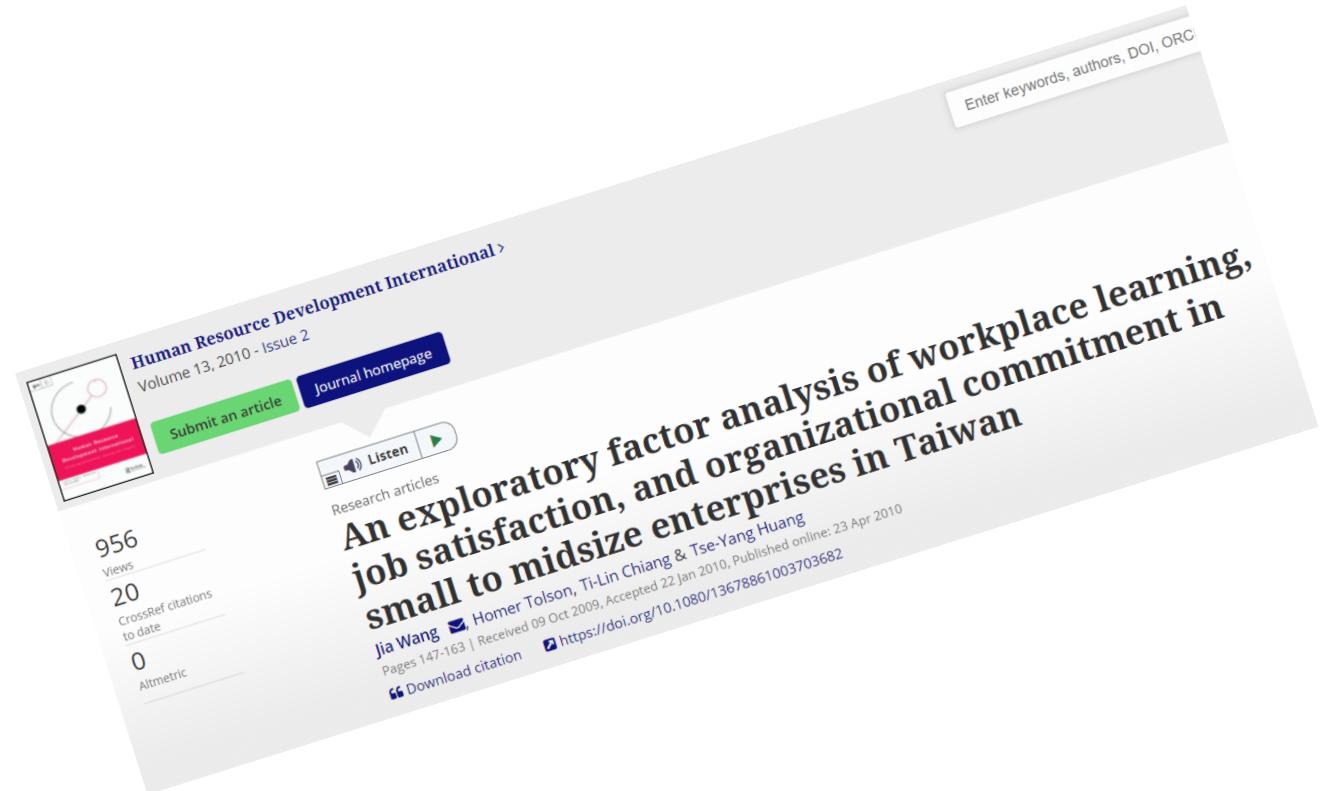 Enter keywords, authors, DOI, ORC
Human Resource Development International >
Volume 13, 2010 - Issue 2
Submit an article
Journal homepage
Human Resource
Development International
956
Views
20
CrossRef citations
to date
0
Altmetric
Listen
Research articles
An exploratory factor analysis of workplace learning,
job satisfaction, and organizational commitment in
small to midsize enterprises in Taiwan
Jia Wang , Homer Tolson, Ti-Lin Chiang & Tse-Yang Huang
Pages 147-163 | Received 09 Oct 2009, Accepted 22 Jan 2010, Published online: 23 Apr 2010
Download citation https://doi.org/10.1080/13678861003703682